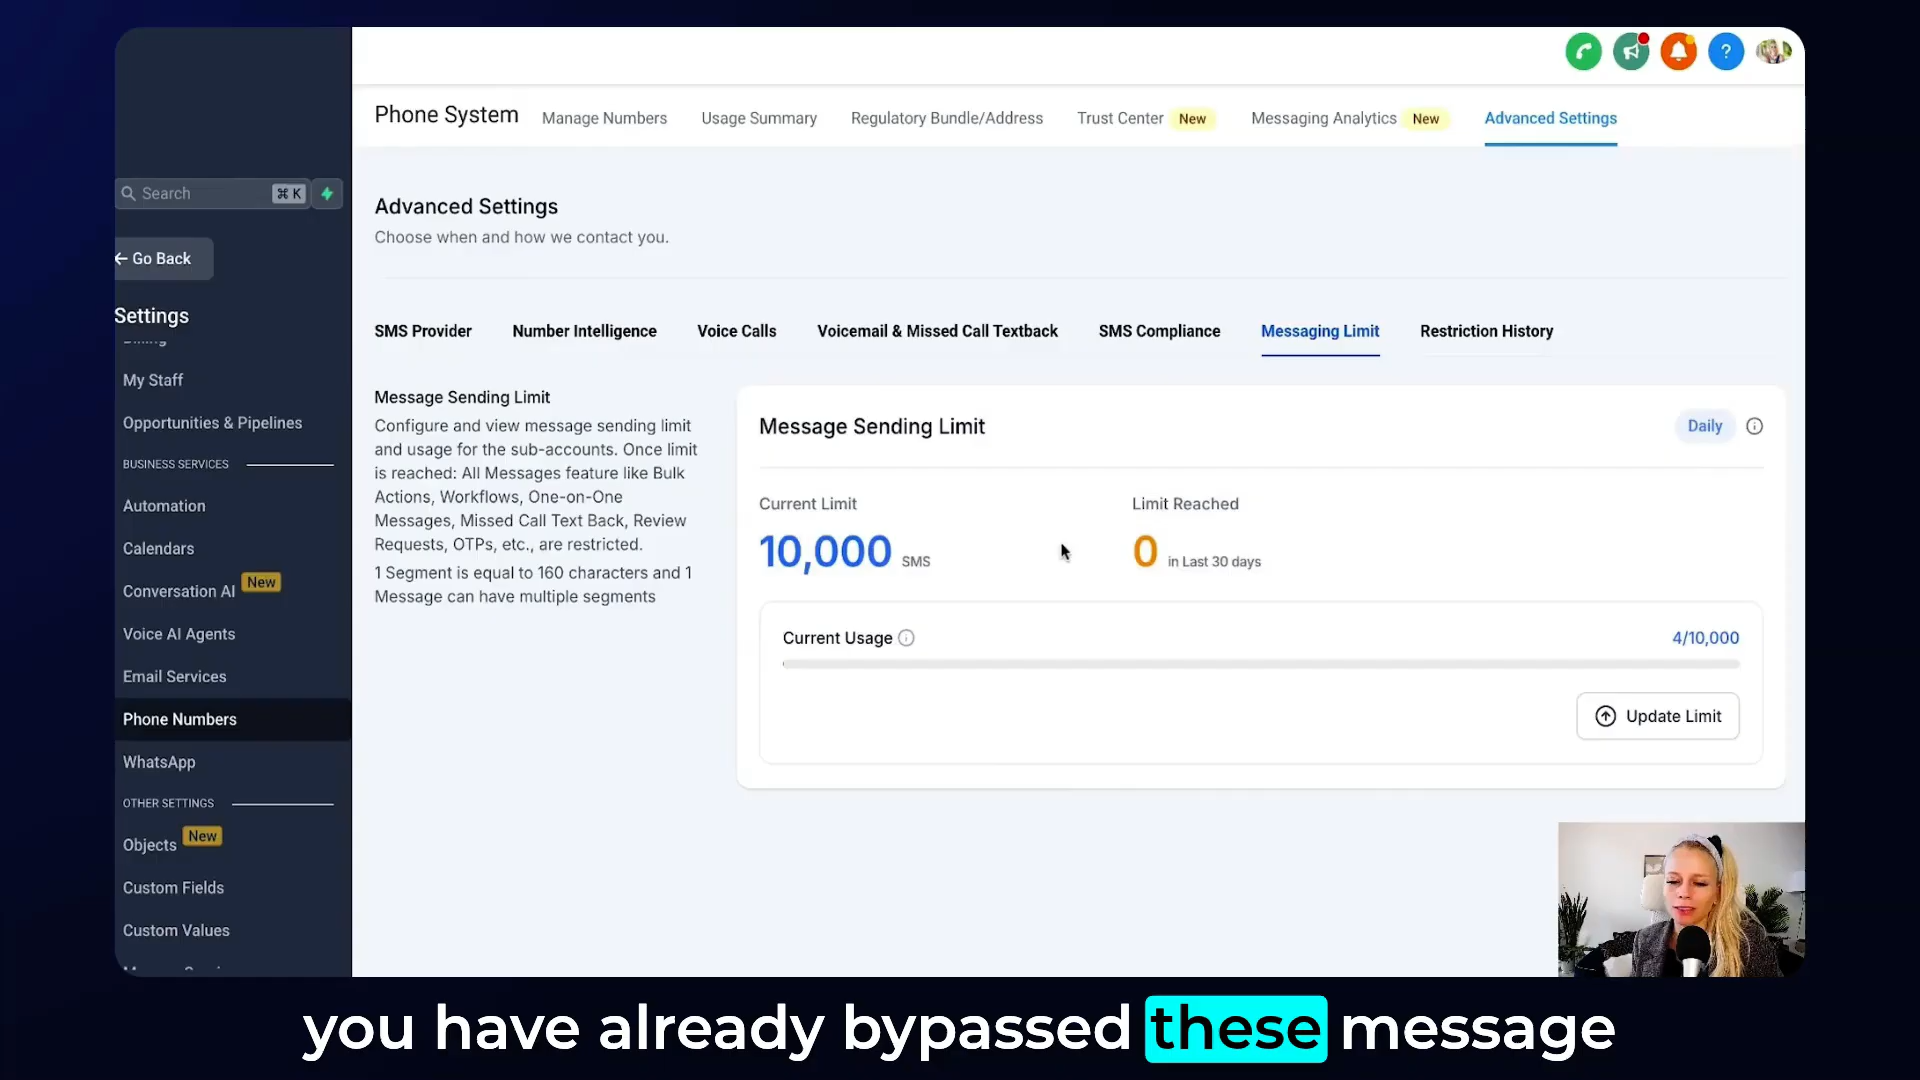 Phone System
Manage Numbers
Usage Summary
Regulatory Bundle/Address
Trust Center New
Messaging Analytics New
Advanced Settings
Search ⌘ K
← Go Back
Settings
My Staff
Opportunities & Pipelines
BUSINESS SERVICES
Automation
Calendars
Conversation AI New
Voice AI Agents
Email Services
Phone Numbers
WhatsApp
OTHER SETTINGS
Objects New
Custom Fields
Custom Values
Advanced Settings
Choose when and how we contact you.
SMS Provider
Number Intelligence
Voice Calls
Voicemail & Missed Call Textback
SMS Compliance
Messaging Limit
Restriction History
Message Sending Limit
Configure and view message sending limit
and usage for the sub-accounts. Once limit
is reached: All Messages feature like Bulk
Actions, Workflows, One-on-One
Messages, Missed Call Text Back, Review
Requests, OTPs, etc., are restricted.
1 Segment is equal to 160 characters and 1
Message can have multiple segments
Message Sending Limit
Daily
Current Limit
10,000 SMS
Limit Reached
0 in Last 30 days
Current Usage
4/10,000
Update Limit
you have already bypassed these message